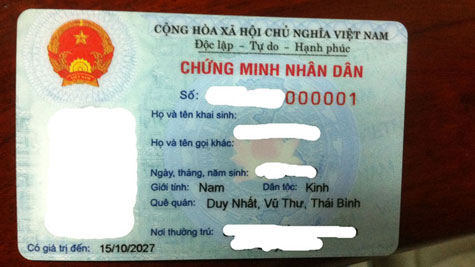 CỘNG HÒA XÃ HỘI CHỦ NGHĨA VIỆT NAM
Độc lập - Tự do - Hạnh phúc
CHỨNG MINH NHÂN DÂN
Số: 000001
Họ và tên khai sinh:
Họ và tên gọi khác:
Ngày, tháng, năm sinh:
Giới tính: Nam Dân tộc: Kinh
Quê quán: Duy Nhất, Vũ Thư, Thái Bình
Nơi thường trú:
Có giá trị đến: 15/10/2027